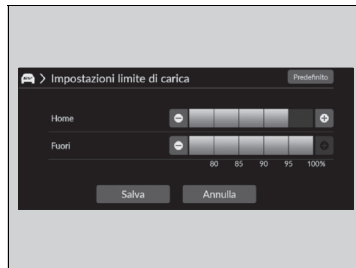 Impostazioni limite di carica
Predefinito
Home
Fuori
80 85 90 95 100%
Salva
Annulla